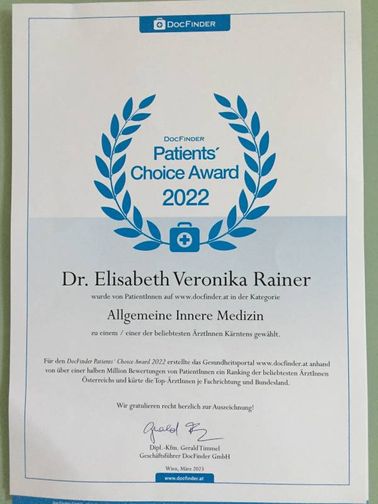 DOCFINDER
DOCFINDER
Patients´
Choice Award
2022
Dr. Elisabeth Veronika Rainer
wurde von PatientInnen auf www.docfinder.at in der Kategorie
Allgemeine Innere Medizin
zu einem / einer der beliebtesten ÄrztInnen Kärntens gewählt.
Für den DocFinder Patients´ Choice Award 2022 erstellte das Gesundheitsportal www.docfinder.at anhand
von über einer halben Million Bewertungen von PatientInnen ein Ranking der beliebtesten ÄrztInnen
Österreichs und kürte die Top-ÄrztInnen je Fachrichtung und Bundesland.
Wir gratulieren recht herzlich zur Auszeichnung!
Dipl.-Kfm. Gerald Timmel
Geschäftsführer DocFinder GmbH
Wien, März 2023
www.docfinder.at